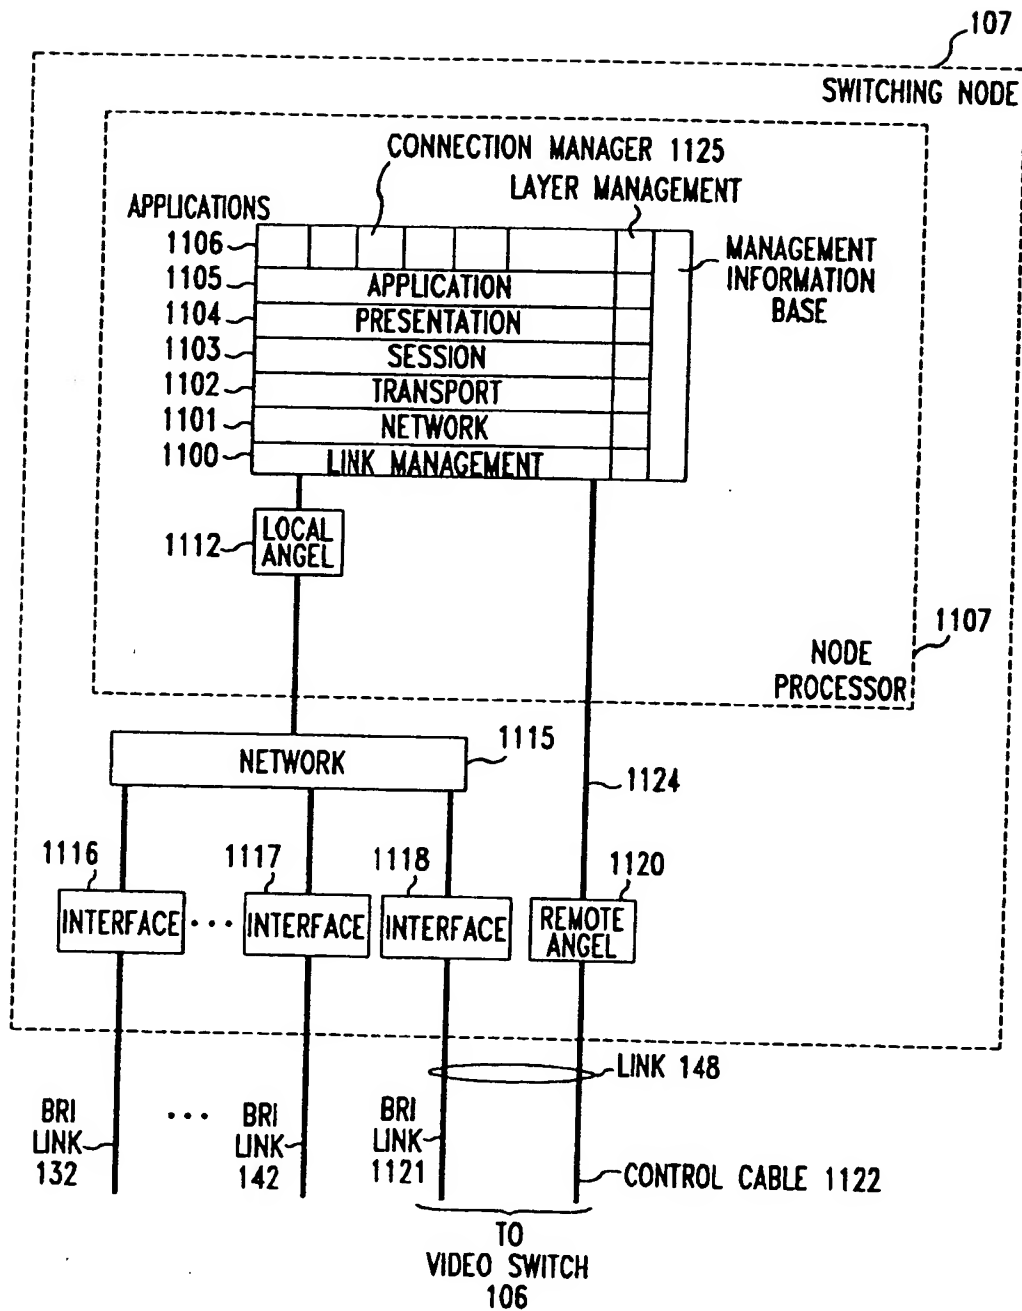 107
SWITCHING NODE
CONNECTION MANAGER 1125
LAYER MANAGEMENT
APPLICATIONS
1106
MANAGEMENT
INFORMATION
BASE
1105
APPLICATION
1104
PRESENTATION
1103
SESSION
1102
TRANSPORT
1101
NETWORK
1100
LINK MANAGEMENT
1112
LOCAL
ANGEL
1107
NODE
PROCESSOR
NETWORK
1115
1124
1116
1117
1118
1120
INTERFACE
...
INTERFACE
INTERFACE
REMOTE
ANGEL
LINK 148
BRI
LINK
132
...
BRI
LINK
142
BRI
LINK
1121
CONTROL CABLE 1122
TO
VIDEO SWITCH
106